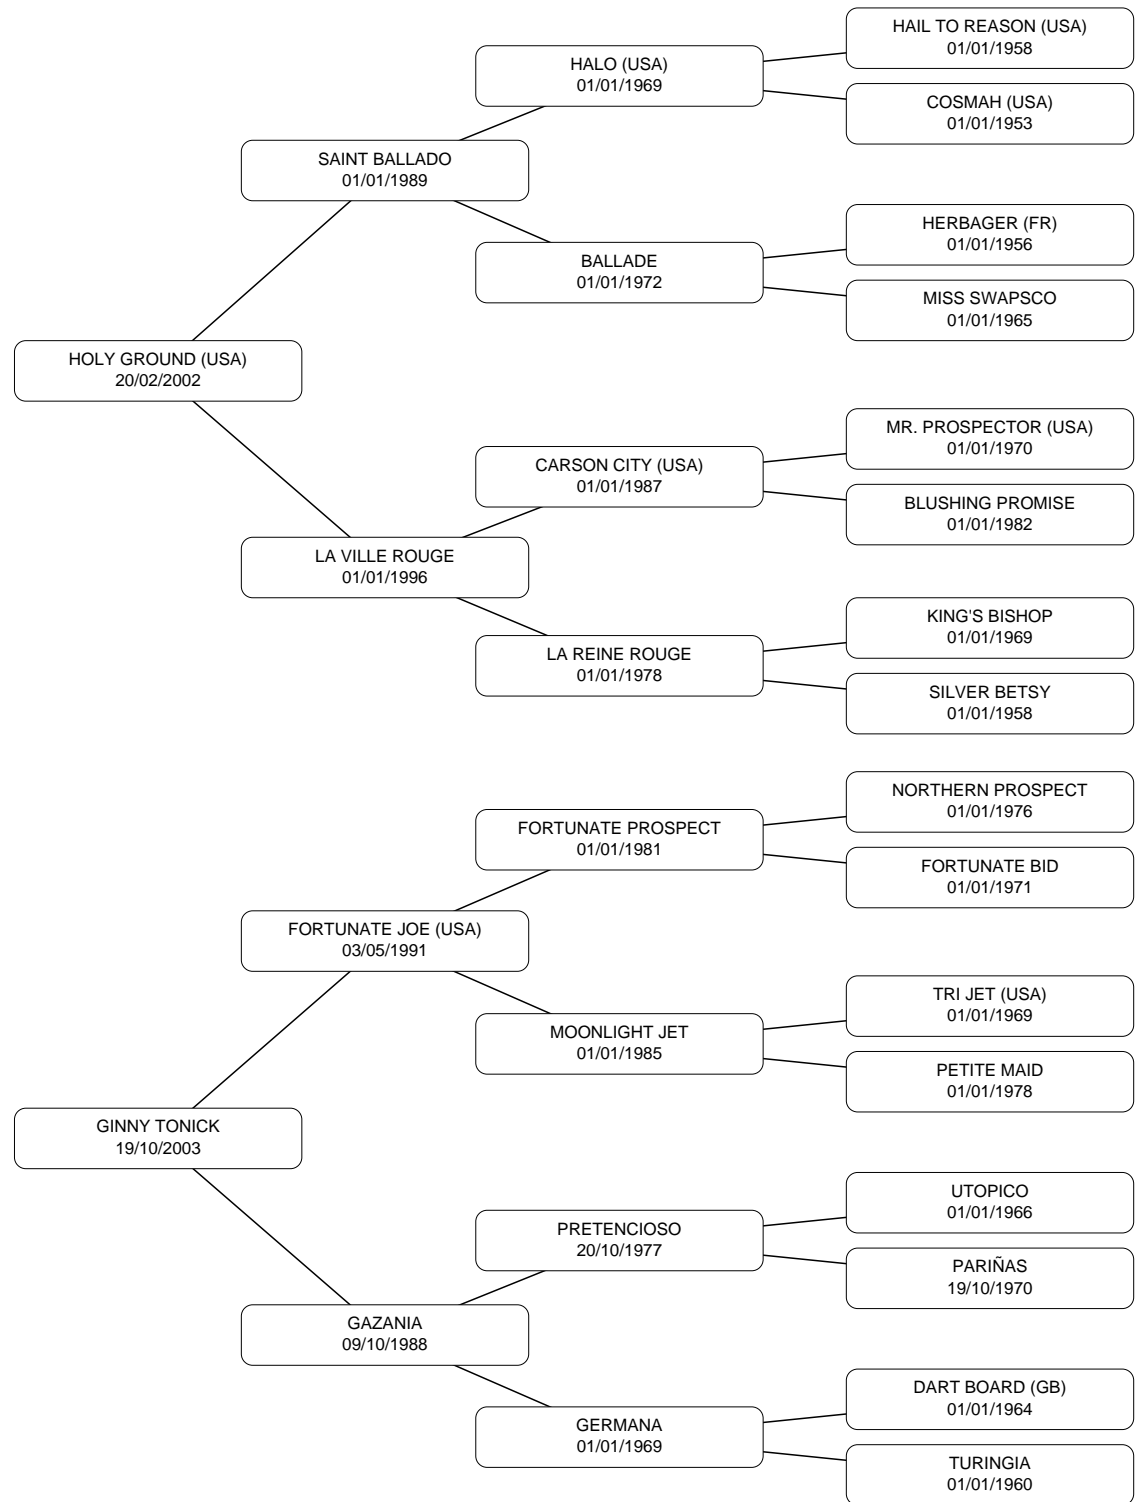 HAIL TO REASON (USA)
01/01/1958
HALO (USA)
01/01/1969
COSMAH (USA)
01/01/1953
SAINT BALLADO
01/01/1989
HERBAGER (FR)
01/01/1956
BALLADE
01/01/1972
MISS SWAPSCO
01/01/1965
HOLY GROUND (USA)
20/02/2002
MR. PROSPECTOR (USA)
01/01/1970
CARSON CITY (USA)
01/01/1987
BLUSHING PROMISE
01/01/1982
LA VILLE ROUGE
01/01/1996
KING'S BISHOP
01/01/1969
LA REINE ROUGE
01/01/1978
SILVER BETSY
01/01/1958
NORTHERN PROSPECT
01/01/1976
FORTUNATE PROSPECT
01/01/1981
FORTUNATE BID
01/01/1971
FORTUNATE JOE (USA)
03/05/1991
TRI JET (USA)
01/01/1969
MOONLIGHT JET
01/01/1985
PETITE MAID
01/01/1978
GINNY TONICK
19/10/2003
UTOPICO
01/01/1966
PRETENCIOSO
20/10/1977
PARIÑAS
19/10/1970
GAZANIA
09/10/1988
DART BOARD (GB)
01/01/1964
GERMANA
01/01/1969
TURINGIA
01/01/1960